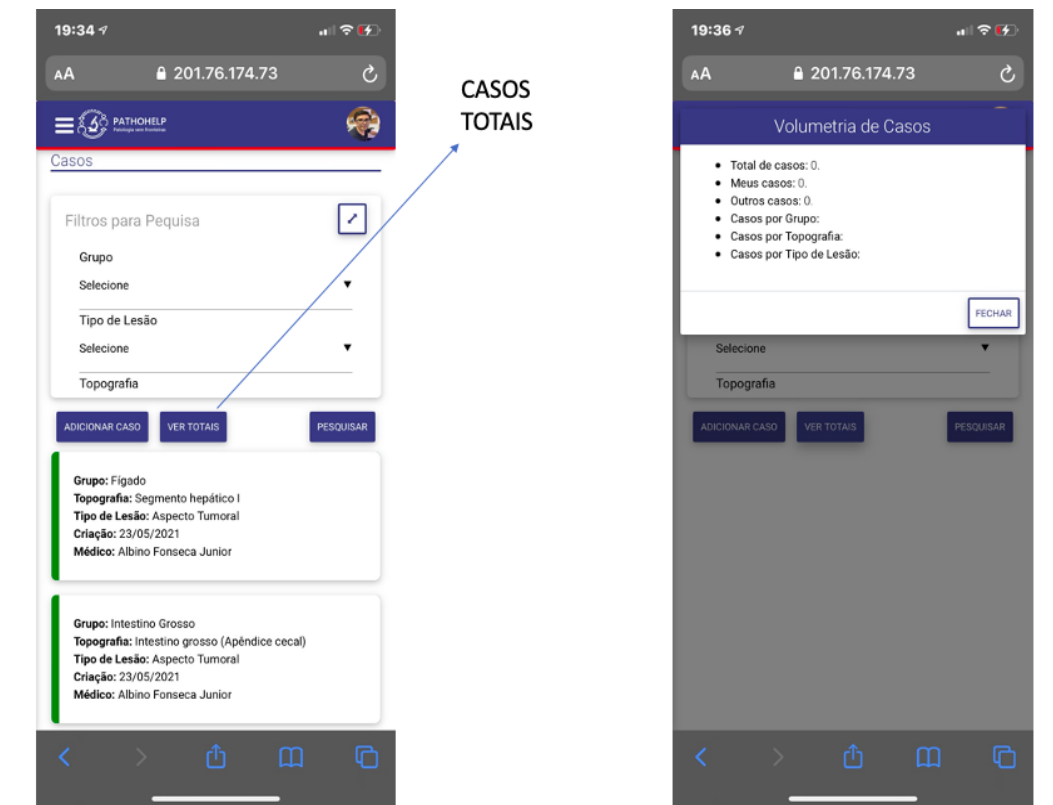 19:34
AA 201.76.174.73
PATHOHELP
Patologia sem Fronteiras
Casos
Filtros para Pequisa
Grupo
Selecione
Tipo de Lesão
Selecione
Topografia
ADICIONAR CASO VER TOTAIS PESQUISAR
Grupo: Fígado
Topografia: Segmento hepático I
Tipo de Lesão: Aspecto Tumoral
Criação: 23/05/2021
Médico: Albino Fonseca Junior
Grupo: Intestino Grosso
Topografia: Intestino grosso (Apêndice cecal)
Tipo de Lesão: Aspecto Tumoral
Criação: 23/05/2021
Médico: Albino Fonseca Junior
CASOS
TOTAIS
19:36
AA 201.76.174.73
Volumetria de Casos
Total de casos: 0.
Meus casos: 0.
Outros casos: 0.
Casos por Grupo:
Casos por Topografia:
Casos por Tipo de Lesão:
FECHAR
Selecione
Topografia
ADICIONAR CASO VER TOTAIS PESQUISAR